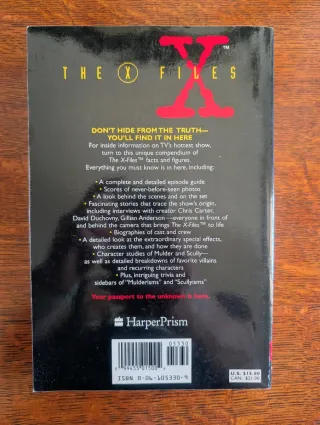 X™
THE X FILES
DON'T HIDE FROM THE TRUTH—
YOU'LL FIND IT IN HERE
For inside information on TV's hottest show,
turn to this unique compendium of
The X-Files™ facts and figures.
Everything you must know is in here, including:
• A complete and detailed episode guide
• Scores of never-before-seen photos
• A look behind the scenes and on the set
• Fascinating stories that trace the show's origin,
including interviews with creator Chris Carter,
David Duchovny, Gillian Anderson—everyone in front of
and behind the camera that brings The X-Files™ to life
• Biographies of cast and crew
• A detailed look at the extraordinary special effects,
who creates them, and how they are done
• Character studies of Mulder and Scully—
as well as detailed breakdowns of favorite villains
and recurring characters
• Plus, intriguing trivia and
sidebars of "Mulderisms" and "Scullyisms"
Your passport to the unknown is here.
HarperPrism
05330
ISBN 0-06-105330-9
U.S. $15.00
CAN. $21.00